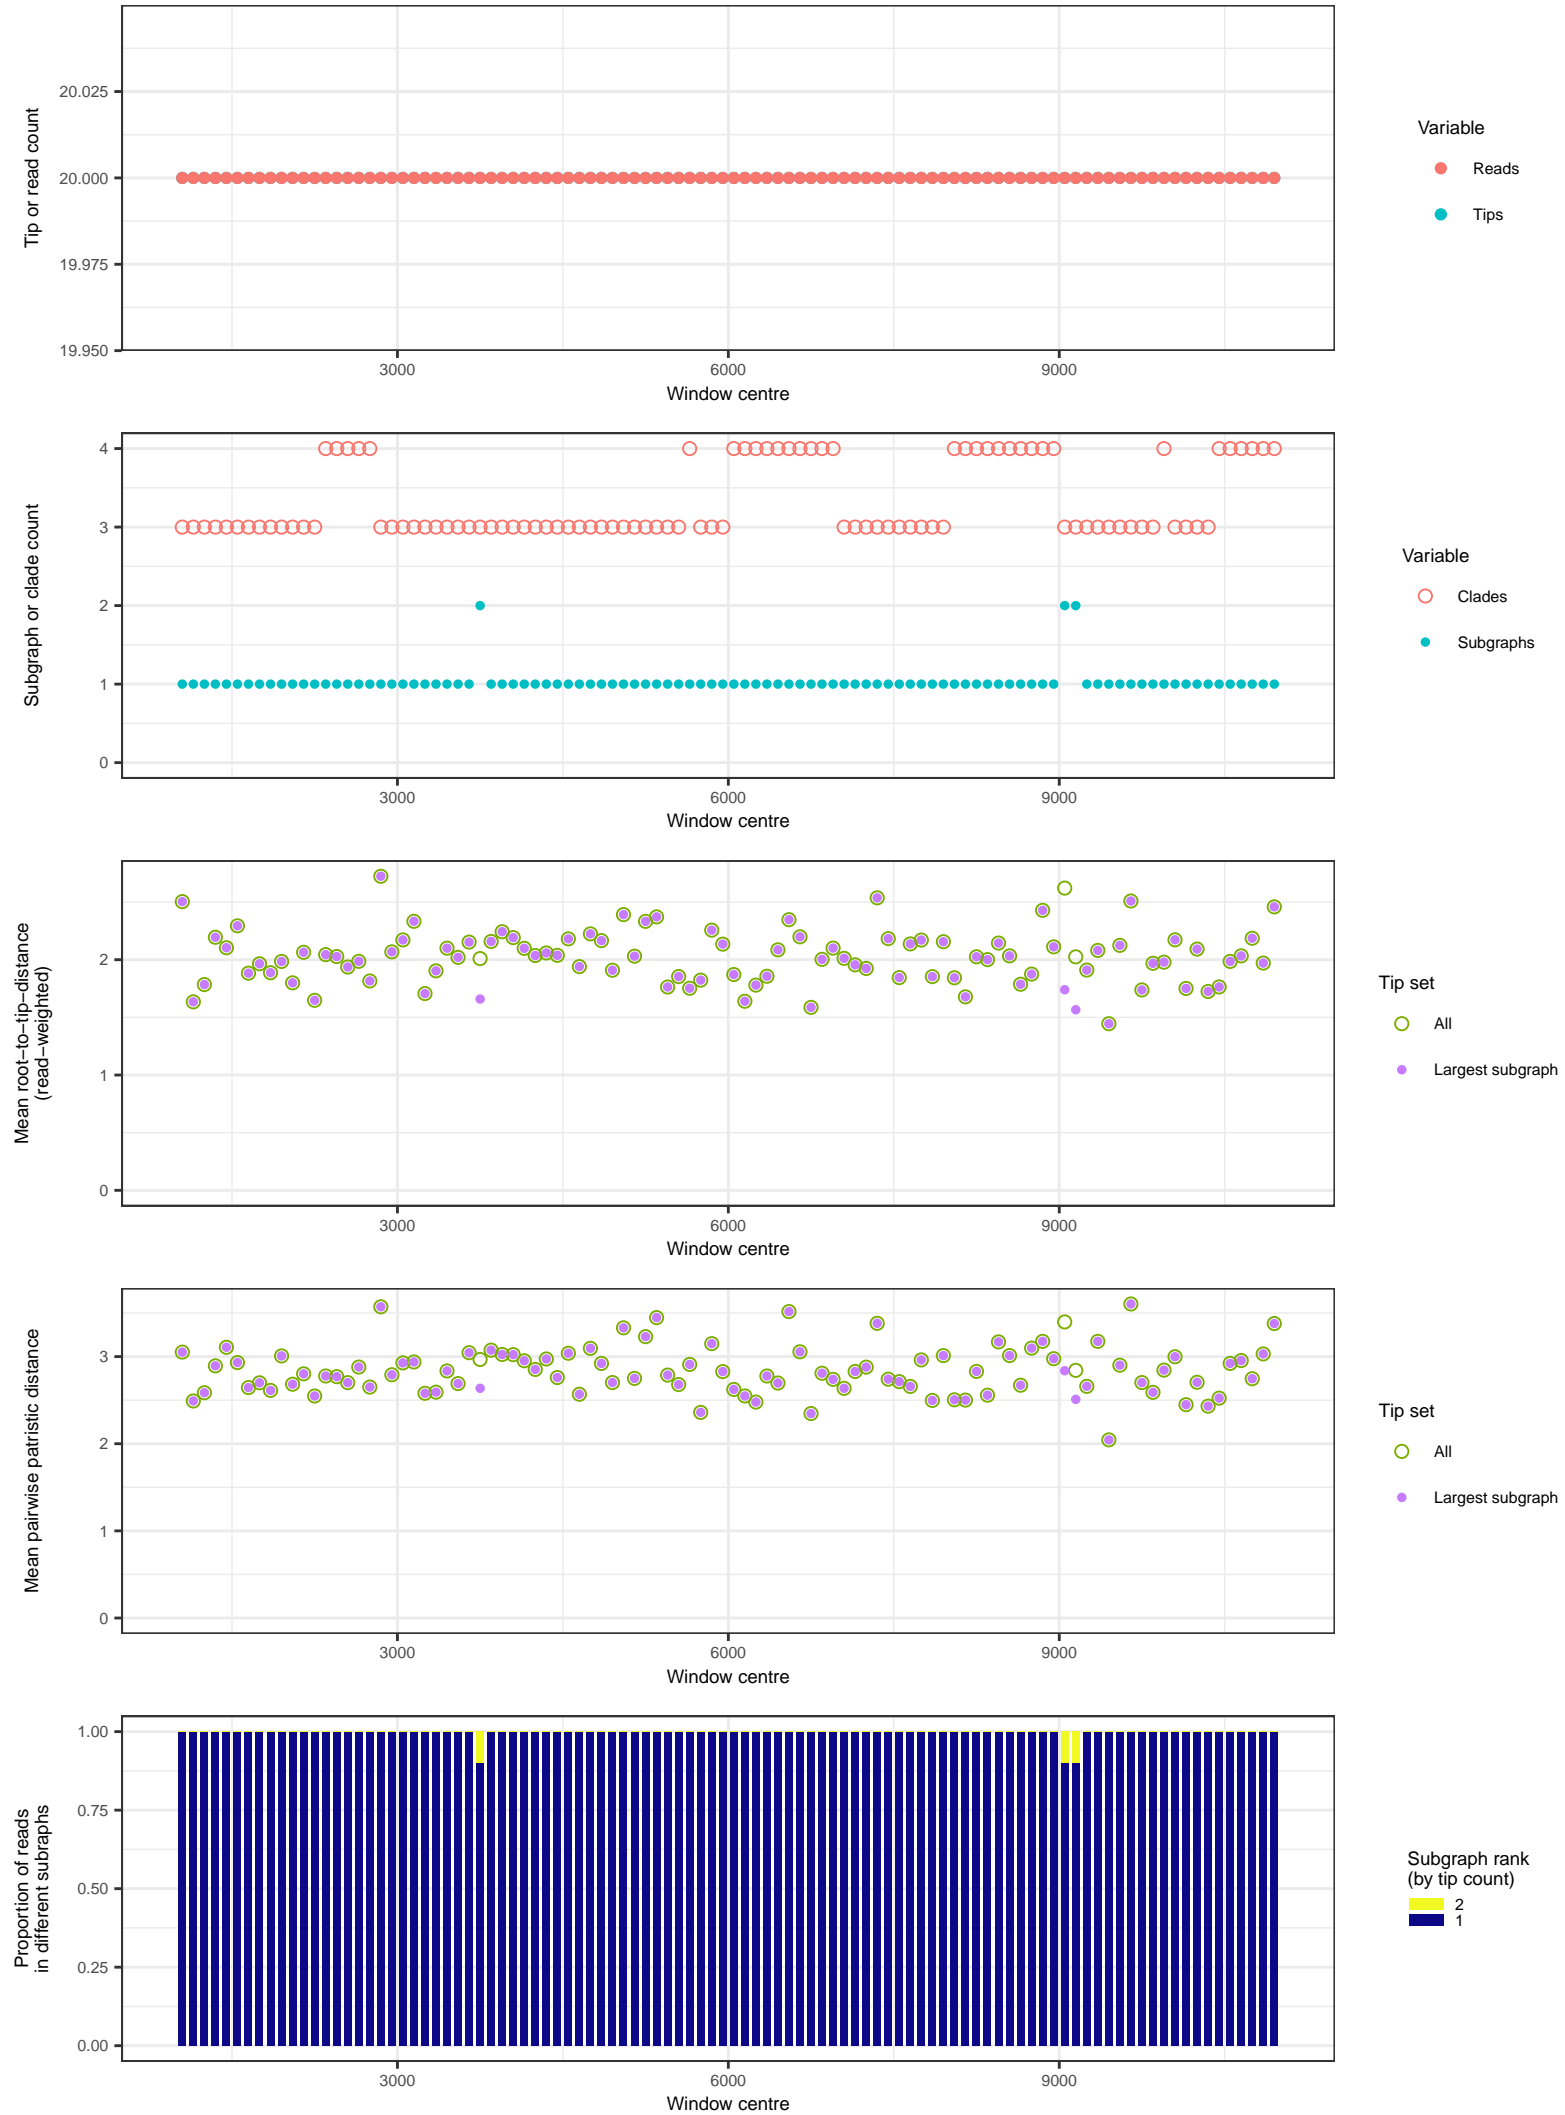 Tip or read count
20.025
20.000
19.975
19.950
3000 6000 9000
Window centre
Variable
Reads
Tips
Subgraph or clade count
4
3
2
1
0
3000 6000 9000
Window centre
Variable
Clades
Subgraphs
Mean root−to−tip−distance
(read−weighted)
2
1
0
3000 6000 9000
Window centre
Tip set
All
Largest subgraph
Mean pairwise patristic distance
3
2
1
0
3000 6000 9000
Window centre
Tip set
All
Largest subgraph
Proportion of reads
in different subraphs
1.00
0.75
0.50
0.25
0.00
3000 6000 9000
Window centre
Subgraph rank
(by tip count)
2
1